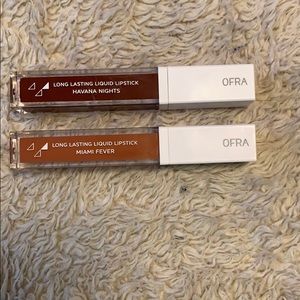 LONG LASTING LIQUID LIPSTICK
HAVANA NIGHTS
OFRA
LONG LASTING LIQUID LIPSTICK
MIAMI FEVER
OFRA